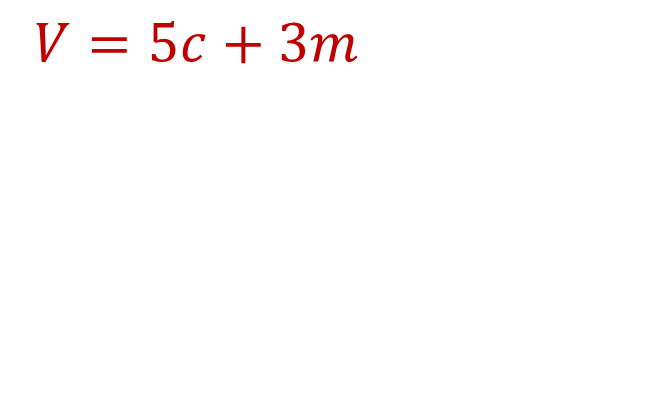 V = 5c + 3m